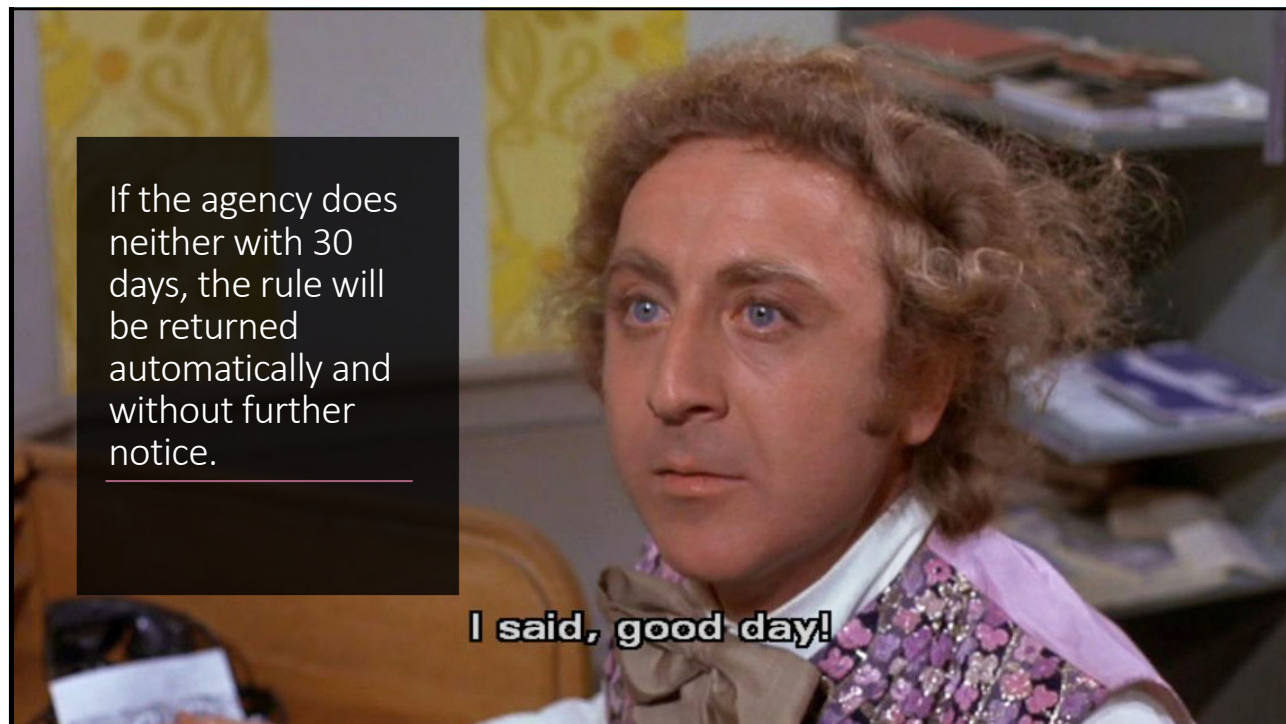 If the agency does
neither with 30
days, the rule will
be returned
automatically and
without further
notice.
I said, good day!